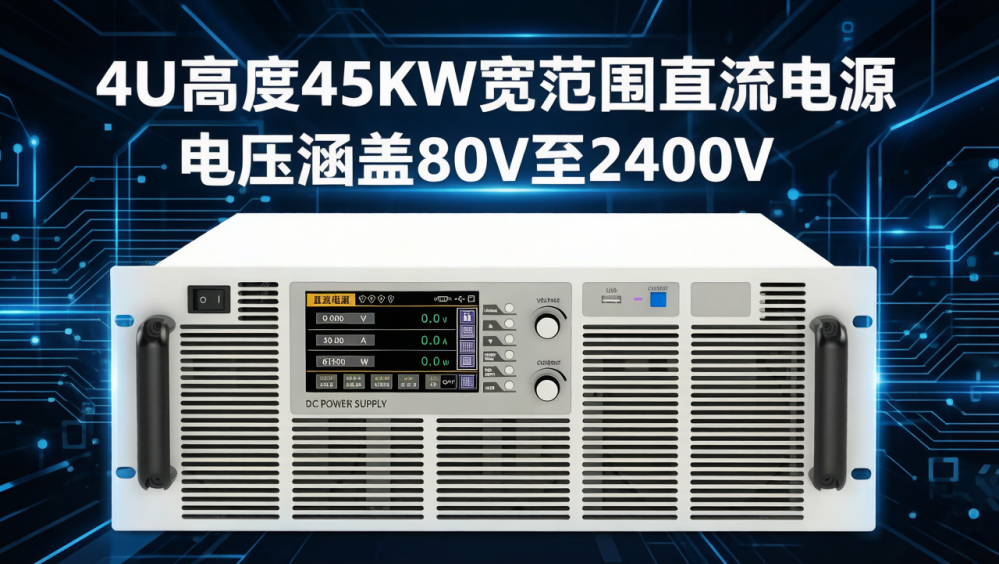 4U高度45KW宽范围直流电源
电压涵盖80V至2400V
直流电源
0.000 V
0.0 V
VOLTAGE
30.00 A
0.0 A
W
0.0 W
CURRENT
OFF
DC POWER SUPPLY